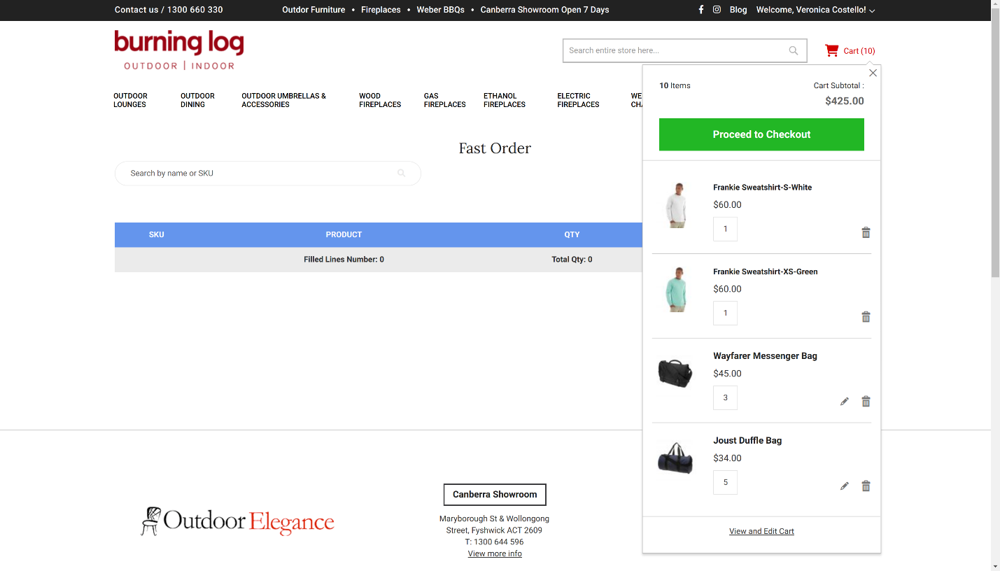 Contact us / 1300 660 330
Outdor Furniture • Fireplaces • Weber BBQs • Canberra Showroom Open 7 Days
Blog
Welcome, Veronica Costello!
burning log
OUTDOOR | INDOOR
Search entire store here...
Cart (10)
OUTDOOR
LOUNGES
OUTDOOR
DINING
OUTDOOR UMBRELLAS &
ACCESSORIES
WOOD
FIREPLACES
GAS
FIREPLACES
ETHANOL
FIREPLACES
ELECTRIC
FIREPLACES
WE
CH
10 Items
Cart Subtotal :
$425.00
Proceed to Checkout
Fast Order
Search by name or SKU
SKU
PRODUCT
QTY
Filled Lines Number: 0
Total Qty: 0
Frankie Sweatshirt-S-White
$60.00
1
Frankie Sweatshirt-XS-Green
$60.00
1
Wayfarer Messenger Bag
$45.00
3
Joust Duffle Bag
$34.00
5
View and Edit Cart
Outdoor Elegance
Canberra Showroom
Maryborough St & Wollongong
Street, Fyshwick ACT 2609
T: 1300 644 596
View more info